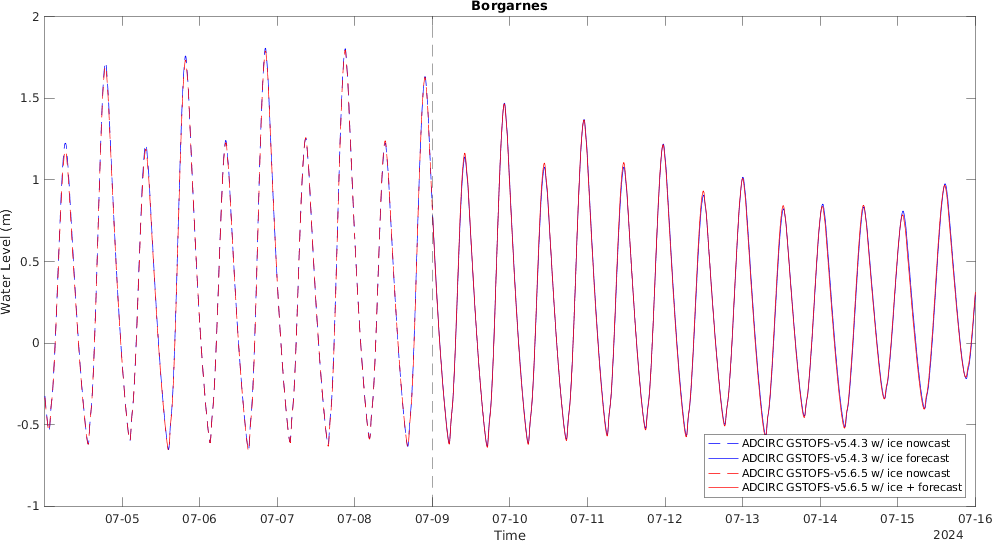 Borgarnes
2
1.5
1
0.5
0
-0.5
-1
Water Level (m)
ADCIRC GSTOFS-v5.4.3 w/ ice nowcast
ADCIRC GSTOFS-v5.4.3 w/ ice forecast
ADCIRC GSTOFS-v5.6.5 w/ ice nowcast
ADCIRC GSTOFS-v5.6.5 w/ ice + forecast
07-05 07-06 07-07 07-08 07-09 07-10 07-11 07-12 07-13 07-14 07-15 07-16
Time
2024